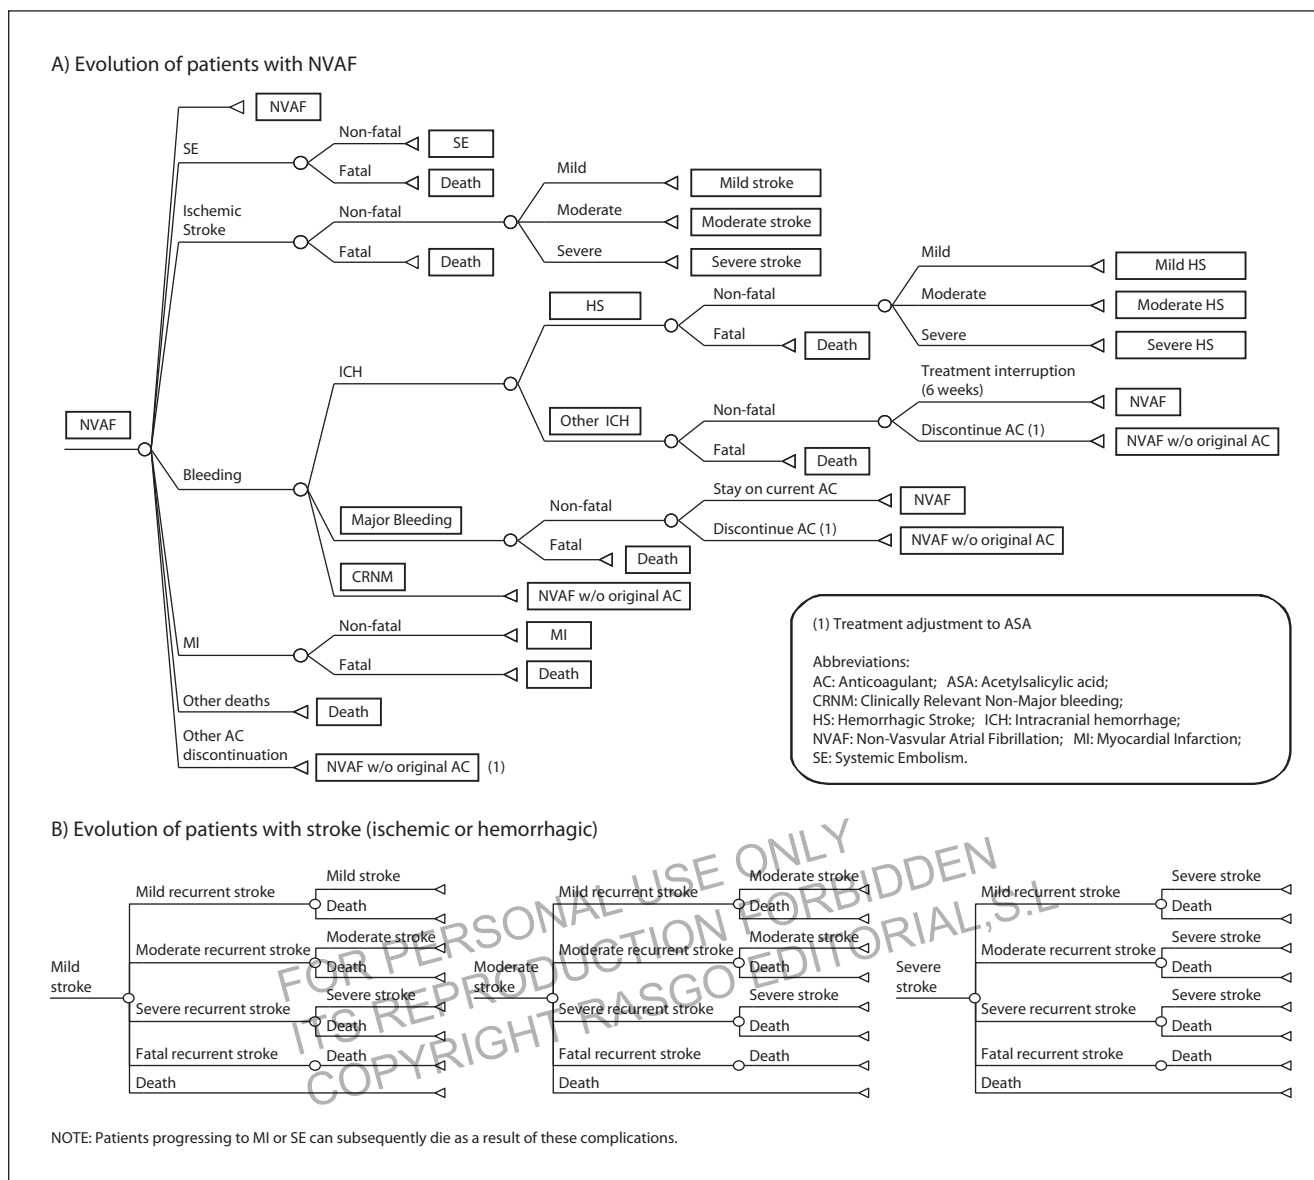 A) Evolution of patients with NVAF
NVAF
SE
Non-fatal
SE
Fatal
Death
Ischemic
Stroke
Non-fatal
Fatal
Death
Mild
Mild stroke
Moderate
Moderate stroke
Severe
Severe stroke
NVAF
Bleeding
ICH
HS
Non-fatal
Fatal
Death
Mild
Mild HS
Moderate
Moderate HS
Severe
Severe HS
Other ICH
Non-fatal
Fatal
Death
Treatment interruption
(6 weeks)
NVAF
Discontinue AC (1)
NVAF w/o original AC
Major Bleeding
Non-fatal
Fatal
Death
Stay on current AC
NVAF
Discontinue AC (1)
NVAF w/o original AC
CRNM
NVAF w/o original AC
MI
Non-fatal
MI
Fatal
Death
Other deaths
Death
Other AC
discontinuation
NVAF w/o original AC (1)
(1) Treatment adjustment to ASA
Abbreviations:
AC: Anticoagulant; ASA: Acetylsalicylic acid;
CRNM: Clinically Relevant Non-Major bleeding;
HS: Hemorrhagic Stroke; ICH: Intracranial hemorrhage;
NVAF: Non-Vasvular Atrial Fibrillation; MI: Myocardial Infarction;
SE: Systemic Embolism.
B) Evolution of patients with stroke (ischemic or hemorrhagic)
Mild
stroke
Mild recurrent stroke
Mild stroke
Death
Moderate recurrent stroke
Moderate stroke
Death
Severe recurrent stroke
Severe stroke
Death
Fatal recurrent stroke
Death
Death
Moderate
stroke
Mild recurrent stroke
Moderate stroke
Death
Moderate recurrent stroke
Moderate stroke
Death
Severe recurrent stroke
Severe stroke
Death
Fatal recurrent stroke
Death
Death
Severe
stroke
Mild recurrent stroke
Severe stroke
Death
Moderate recurrent stroke
Severe stroke
Death
Severe recurrent stroke
Severe stroke
Death
Fatal recurrent stroke
Death
Death
FOR PERSONAL USE ONLY
ITS REPRODUCTION FORBIDDEN
COPYRIGHT RASGO EDITORIAL,S.L
NOTE: Patients progressing to MI or SE can subsequently die as a result of these complications.